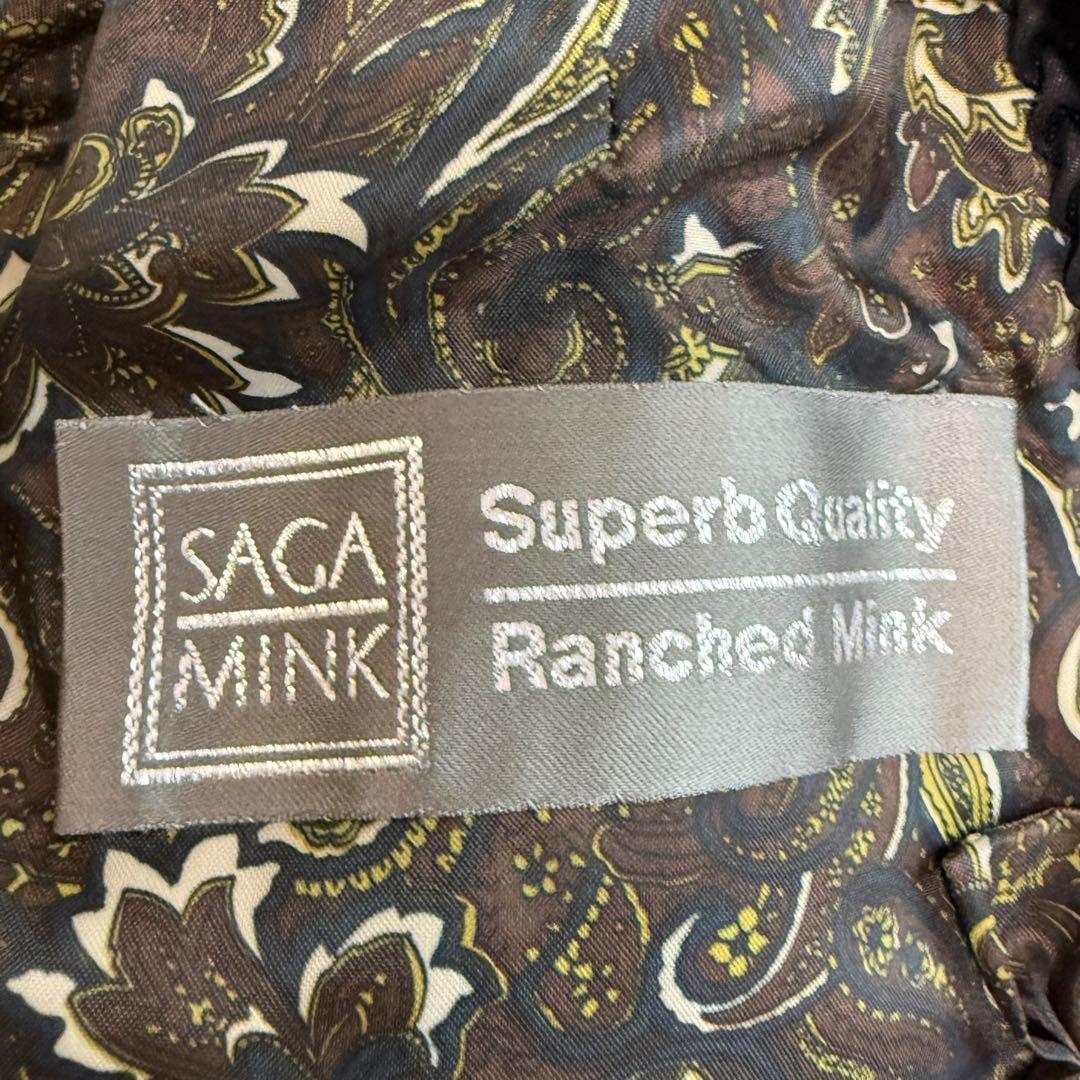 SAGA
MINK
Superb Quality
Ranched Mink